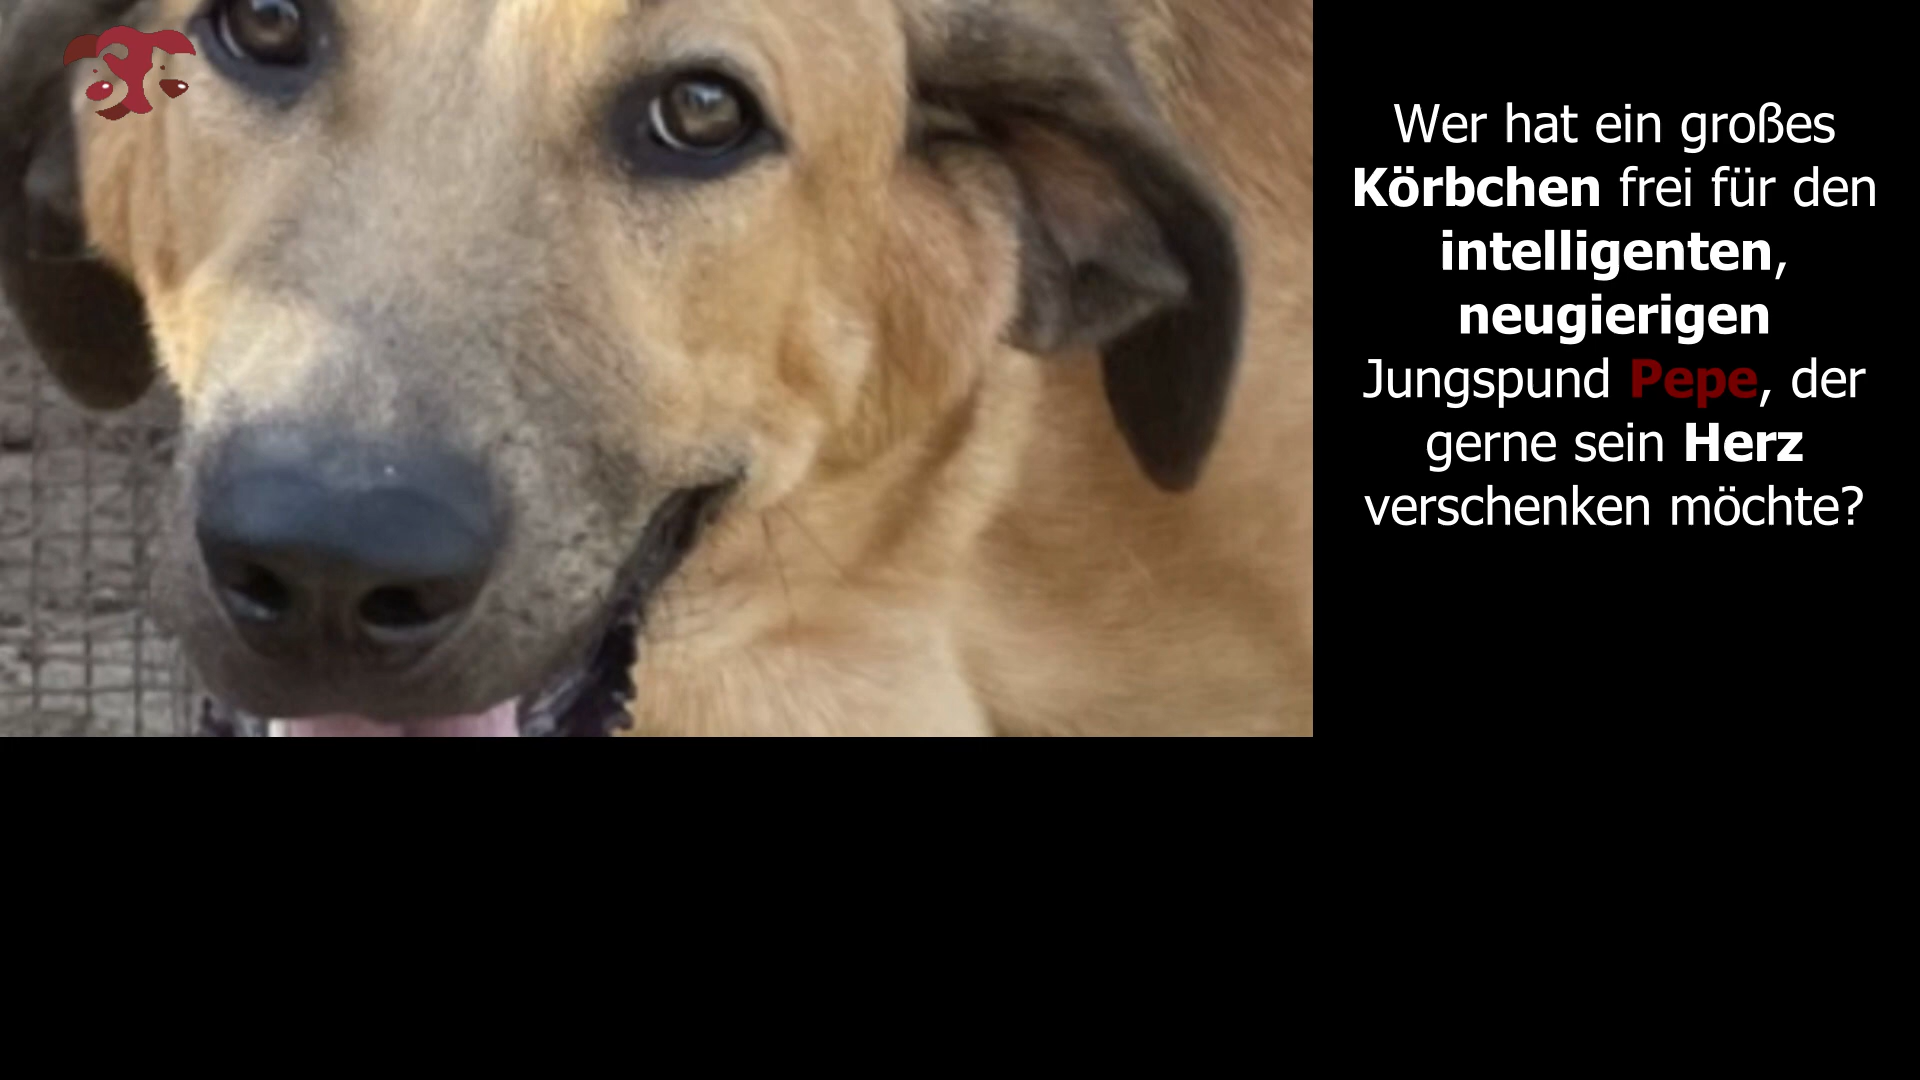 Wer hat ein großes
Körbchen frei für den
intelligenten,
neugierigen
Jungspund Pepe, der
gerne sein Herz
verschenken möchte?